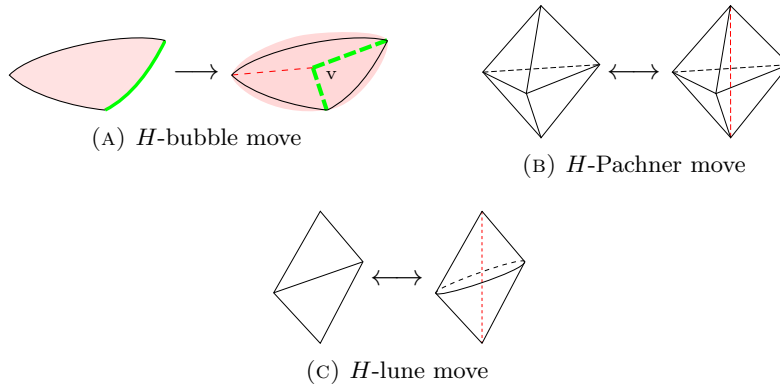 v
(A) H-bubble move
(B) H-Pachner move
(C) H-lune move